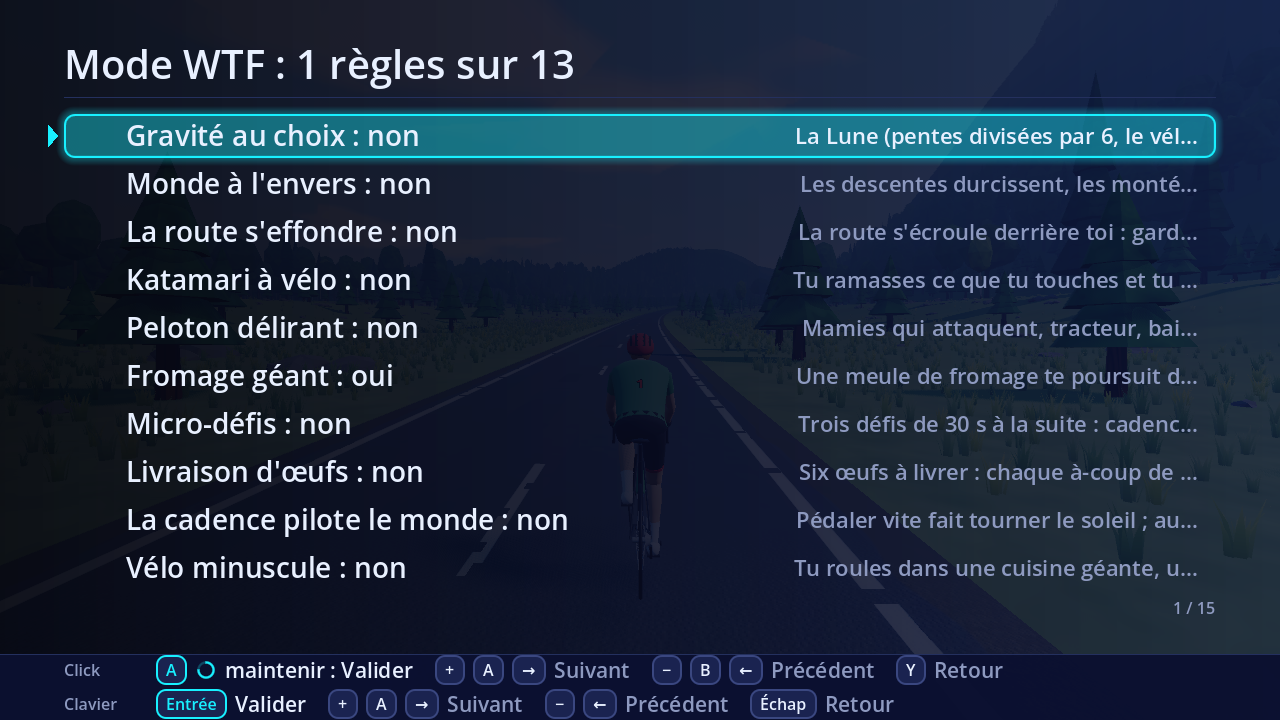 Mode WTF : 1 règles sur 13
Gravité au choix : non La Lune (pentes divisées par 6, le vél...
Monde à l'envers : non Les descentes durcissent, les monté...
La route s'effondre : non La route s'écroule derrière toi : gard...
Katamari à vélo : non Tu ramasses ce que tu touches et tu ...
Peloton délirant : non Mamies qui attaquent, tracteur, bai...
Fromage géant : oui Une meule de fromage te poursuit d...
Micro-défis : non Trois défis de 30 s à la suite : cadenc...
Livraison d'œufs : non Six œufs à livrer : chaque à-coup de ...
La cadence pilote le monde : non Pédaler vite fait tourner le soleil ; au...
Vélo minuscule : non Tu roules dans une cuisine géante, u...
1 / 15
Click A maintenir : Valider + A → Suivant − B ← Précédent Y Retour
Clavier Entrée Valider + A → Suivant − ← Précédent Échap Retour